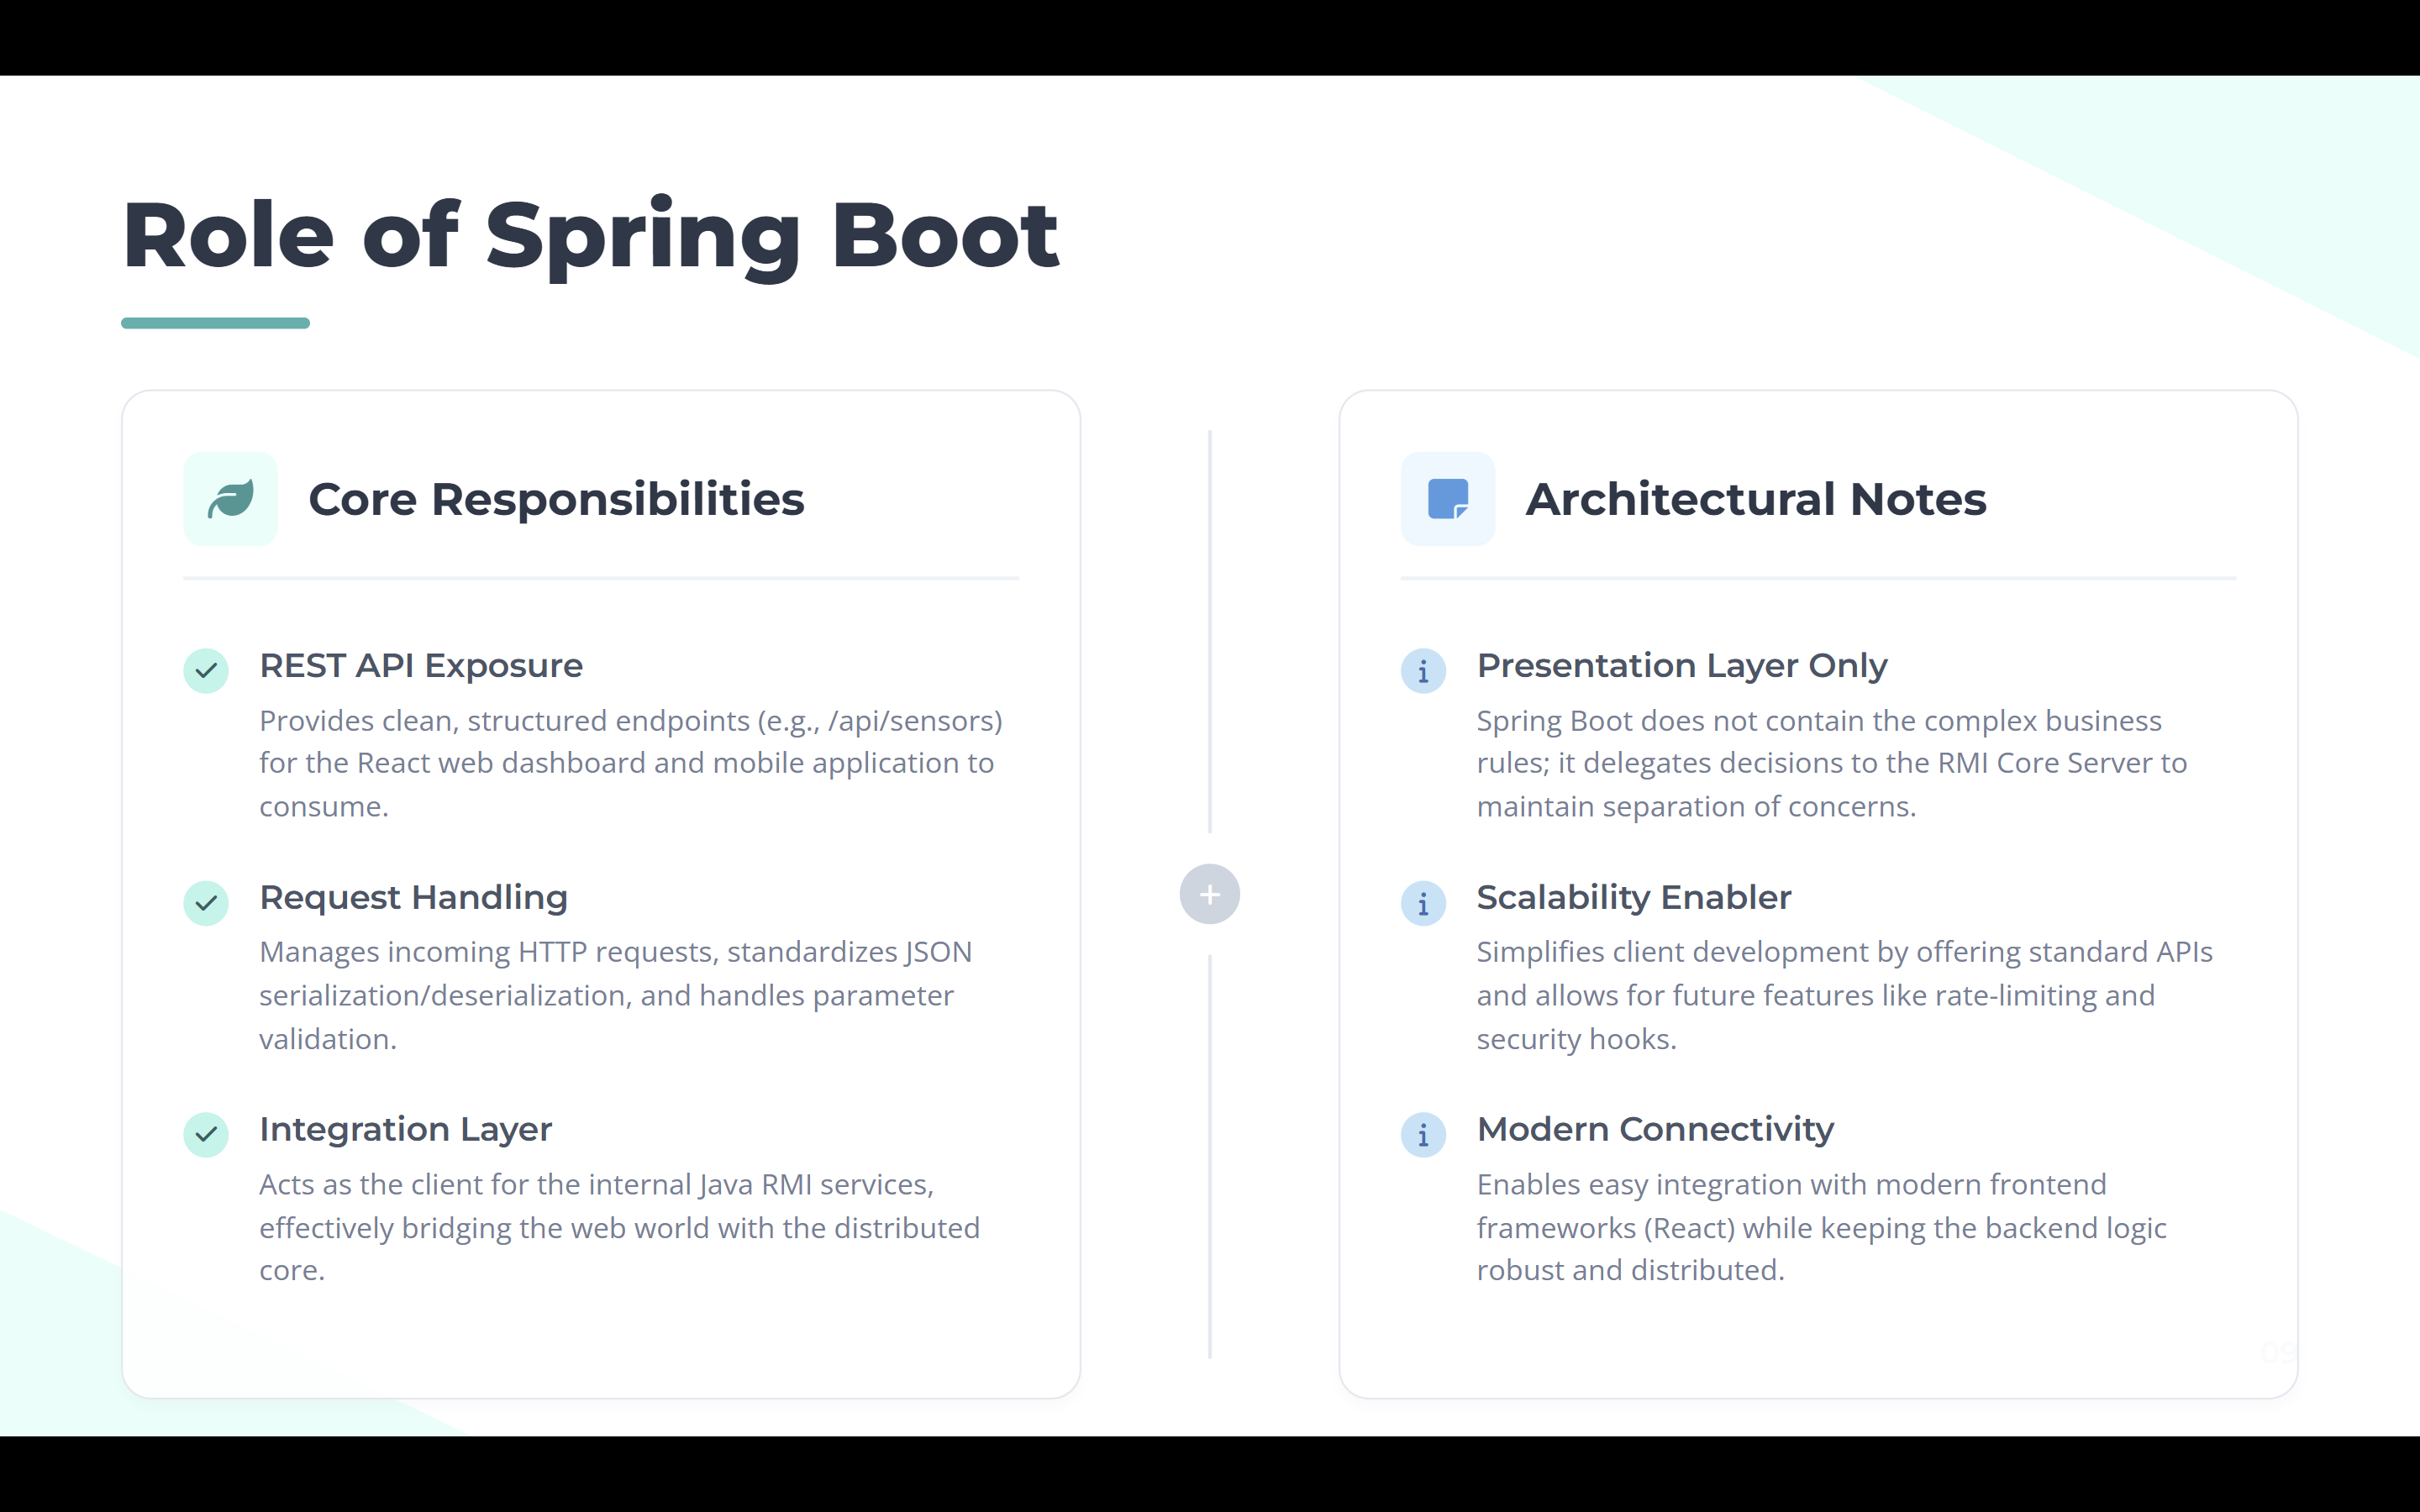 Role of Spring Boot
Core Responsibilities
REST API Exposure
Provides clean, structured endpoints (e.g., /api/sensors)
for the React web dashboard and mobile application to
consume.
Request Handling
Manages incoming HTTP requests, standardizes JSON
serialization/deserialization, and handles parameter
validation.
Integration Layer
Acts as the client for the internal Java RMI services,
effectively bridging the web world with the distributed
core.
+
Architectural Notes
Presentation Layer Only
Spring Boot does not contain the complex business
rules; it delegates decisions to the RMI Core Server to
maintain separation of concerns.
Scalability Enabler
Simplifies client development by offering standard APIs
and allows for future features like rate-limiting and
security hooks.
Modern Connectivity
Enables easy integration with modern frontend
frameworks (React) while keeping the backend logic
robust and distributed.
09